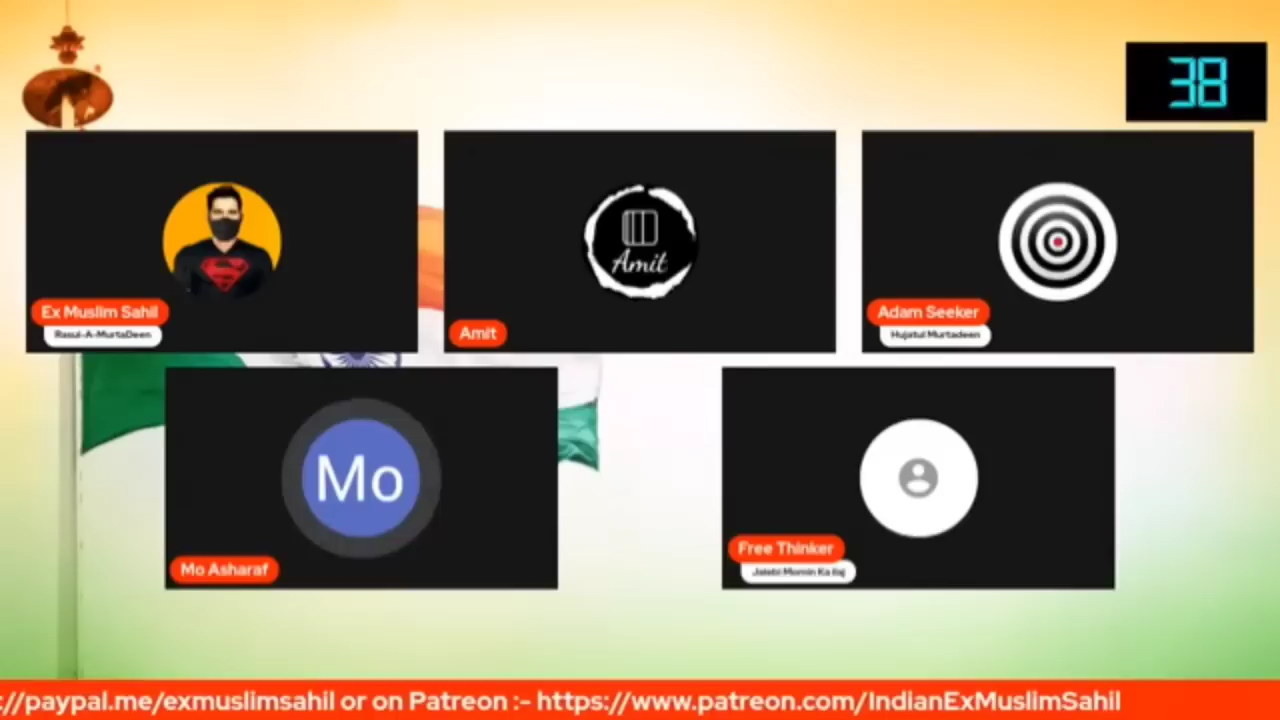 38
Ex Muslim Sahil
Rasul-A-MurtaDeen
Amit
Amit
Adam Seeker
Hujatul Murtadeen
Mo
Mo Asharaf
Free Thinker
Jalebi Momin Ka Ilaj
://paypal.me/exmuslimsahil or on Patreon :- https://www.patreon.com/IndianExMuslimSahil